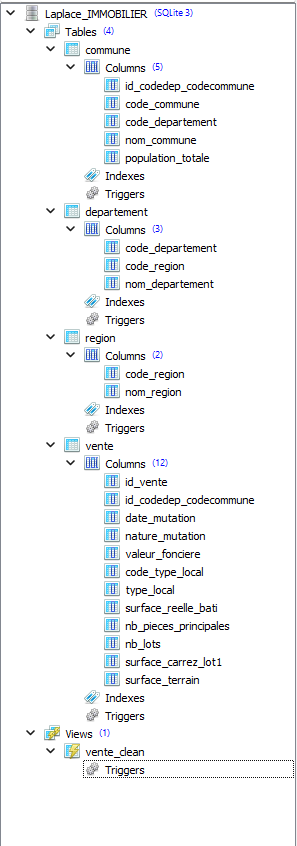 Laplace_IMMOBILIER (SQLite 3)
Tables (4)
commune
Columns (5)
id_codedep_codecommune
code_commune
code_departement
nom_commune
population_totale
Indexes
Triggers
departement
Columns (3)
code_departement
code_region
nom_departement
Indexes
Triggers
region
Columns (2)
code_region
nom_region
Indexes
Triggers
vente
Columns (12)
id_vente
id_codedep_codecommune
date_mutation
nature_mutation
valeur_fonciere
code_type_local
type_local
surface_reelle_bati
nb_pieces_principales
nb_lots
surface_carrez_lot1
surface_terrain
Indexes
Triggers
Views (1)
vente_clean
Triggers